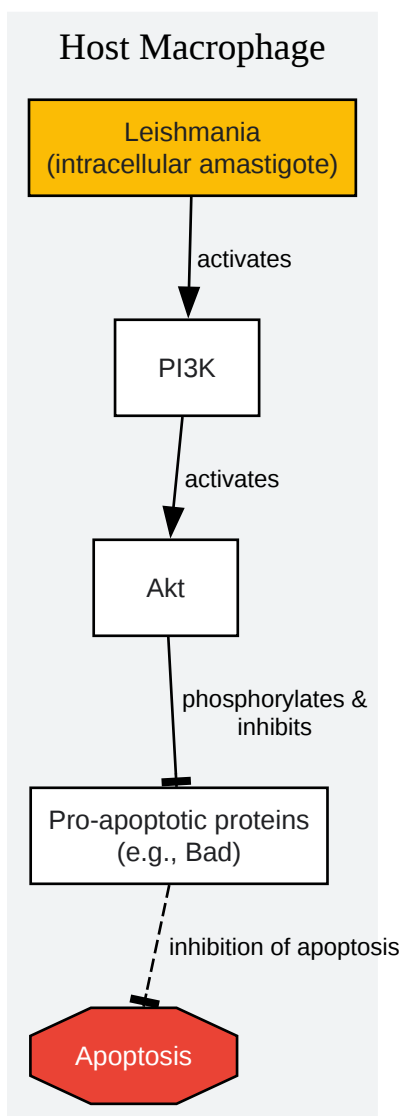 Host Macrophage
Leishmania
(intracellular amastigote)
activates
PI3K
activates
Akt
phosphorylates &
inhibits
Pro-apoptotic proteins
(e.g., Bad)
inhibition of apoptosis
Apoptosis